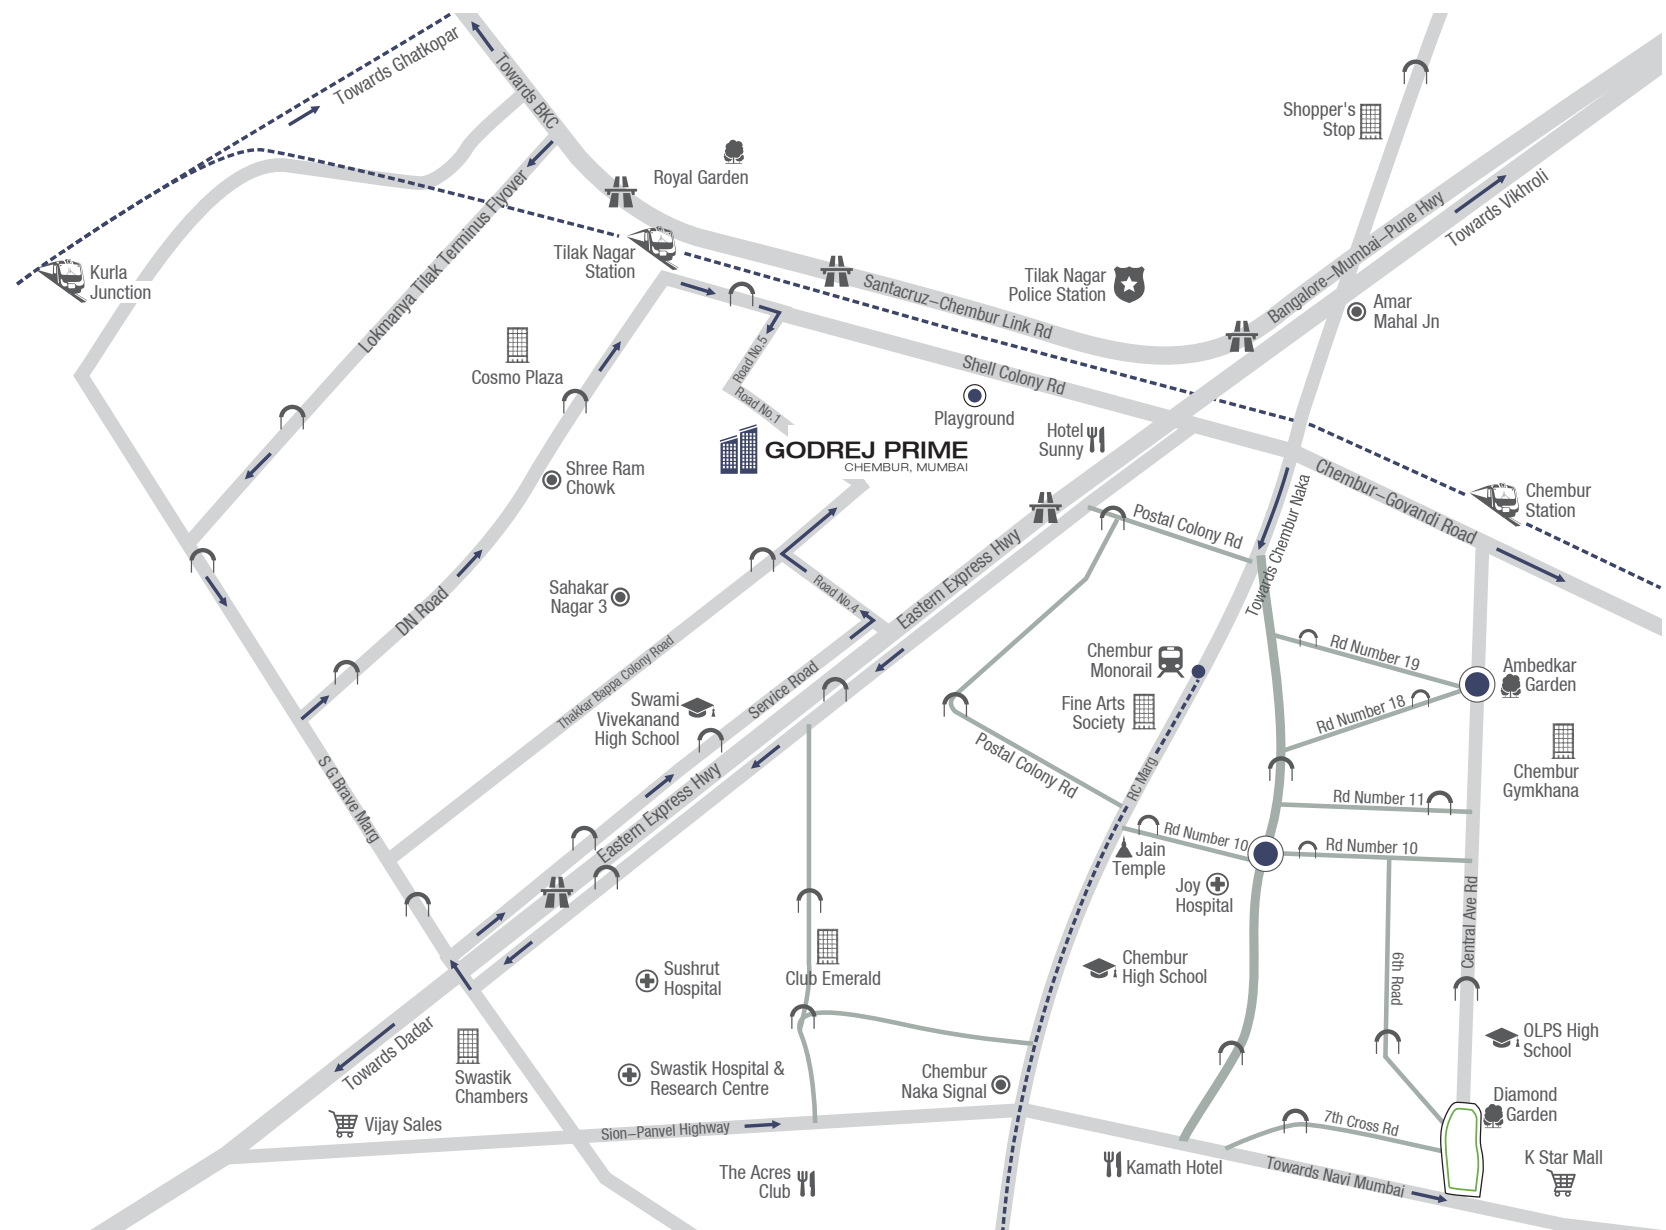 Towards Ghatkopar
Towards BKC
Shopper's
Stop
Royal Garden
Lokmanya Tilak Terminus Flyover
Bangalore–Mumbai–Pune Hwy
Towards Vikhroli
Kurla
Junction
Tilak Nagar
Station
Santacruz–Chembur Link Rd
Tilak Nagar
Police Station
Amar
Mahal Jn
Cosmo Plaza
Road No.5
Road No.1
Shell Colony Rd
Playground
Hotel
Sunny
GODREJ PRIME
CHEMBUR, MUMBAI
Shree Ram
Chowk
Chembur–Govandi Road
Chembur
Station
Postal Colony Rd
Towards Chembur Naka
Eastern Express Hwy
Sahakar
Nagar 3
DN Road
Road No.4
Thakkar Bappa Colony Road
Service Road
Swami
Vivekanand
High School
Chembur
Monorail
Fine Arts
Society
Rd Number 19
Rd Number 18
Ambedkar
Garden
Chembur
Gymkhana
Postal Colony Rd
RC Marg
Rd Number 11
Rd Number 10
Rd Number 10
Jain
Temple
Joy
Hospital
S G Brave Marg
Eastern Express Hwy
Central Ave Rd
6th Road
Sushrut
Hospital
Club Emerald
Chembur
High School
OLPS High
School
Towards Dadar
Swastik
Chambers
Swastik Hospital &
Research Centre
Chembur
Naka Signal
Diamond
Garden
Vijay Sales
Sion–Panvel Highway
7th Cross Rd
The Acres
Club
Kamath Hotel
Towards Navi Mumbai
K Star Mall